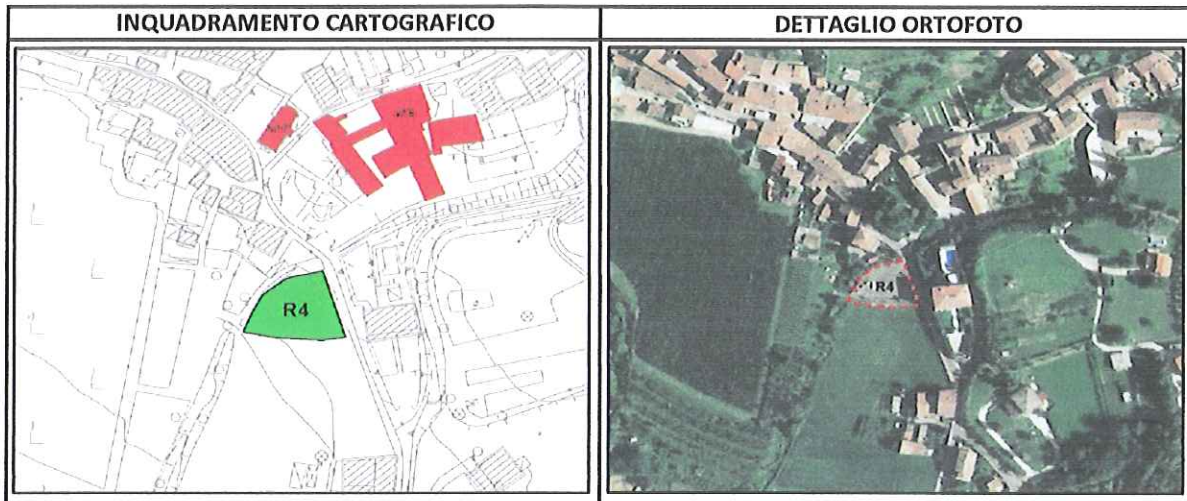 INQUADRAMENTO CARTOGRAFICO
DETTAGLIO ORTOFOTO
R4
R4